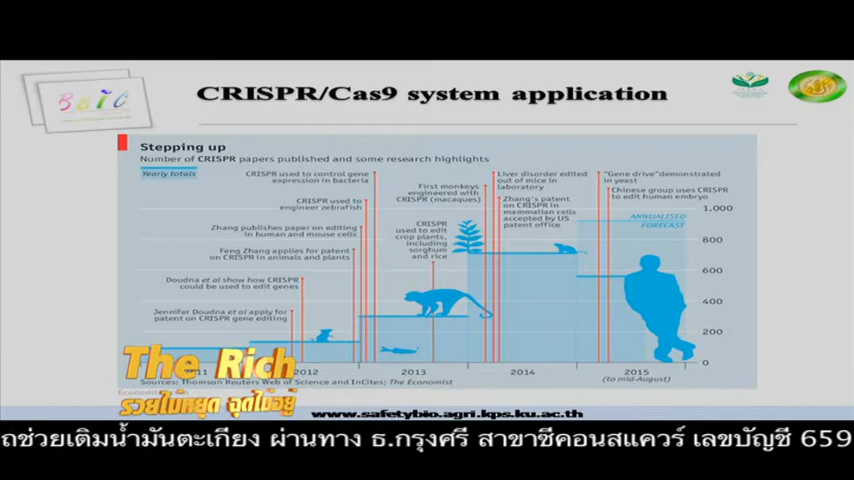 BBIC
CRISPR/Cas9 system application
Stepping up
Number of CRISPR papers published and some research highlights
Yearly totals
CRISPR used to control gene
expression in bacteria
CRISPR used to
engineer zebrafish
Zhang publishes paper on editing
in human and mouse cells
Feng Zhang applies for patent
on CRISPR in animals and plants
Doudna et al show how CRISPR
could be used to edit genes
Jennifer Doudna et al apply for
patent on CRISPR gene editing
First monkeys
engineered with
CRISPR (macaques)
CRISPR
used to edit
crop plants,
including
sorghum
and rice
Liver disorder edited
out of mice in
laboratory
Zhang's patent
on CRISPR in
mammalian cells
accepted by US
patent office
"Gene drive" demonstrated
in yeast
Chinese group uses CRISPR
to edit human embryo
ANNUALISED
FORECAST
1,000
800
600
400
200
0
2012
2013
2014
2015
(to mid-August)
Sources: Thomson Reuters Web of Science and InCites; The Economist
The Rich
รวยไม่หยุด ฉุดไม่อยู่
www.safetybio.agri.kps.ku.ac.th
ถช่วยเติมน้ำมันตะเกียง ผ่านทาง ธ.กรุงศรี สาขาซีคอนสแควร์ เลขบัญชี 659